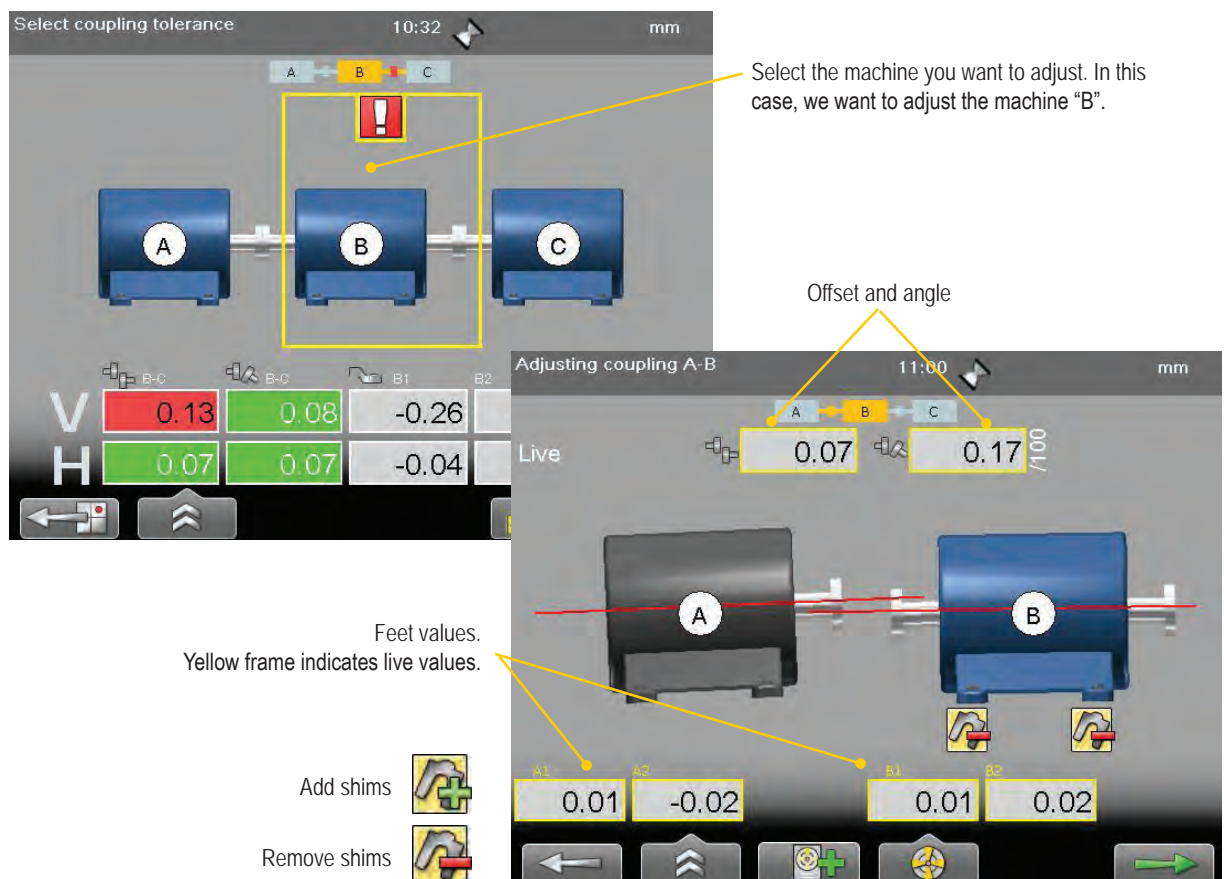 Select coupling tolerance 10:32 mm
A B C
Select the machine you want to adjust. In this
case, we want to adjust the machine “B”.
A B C
Offset and angle
B-C B-C B1 B2
V 0.13 0.08 -0.26
H 0.07 0.07 -0.04
Adjusting coupling A-B 11:00 mm
A B C
Live 0.07 0.17 /100
A B
Feet values.
Yellow frame indicates live values.
A1 A2 B1 B2
0.01 -0.02 0.01 0.02
Add shims
Remove shims